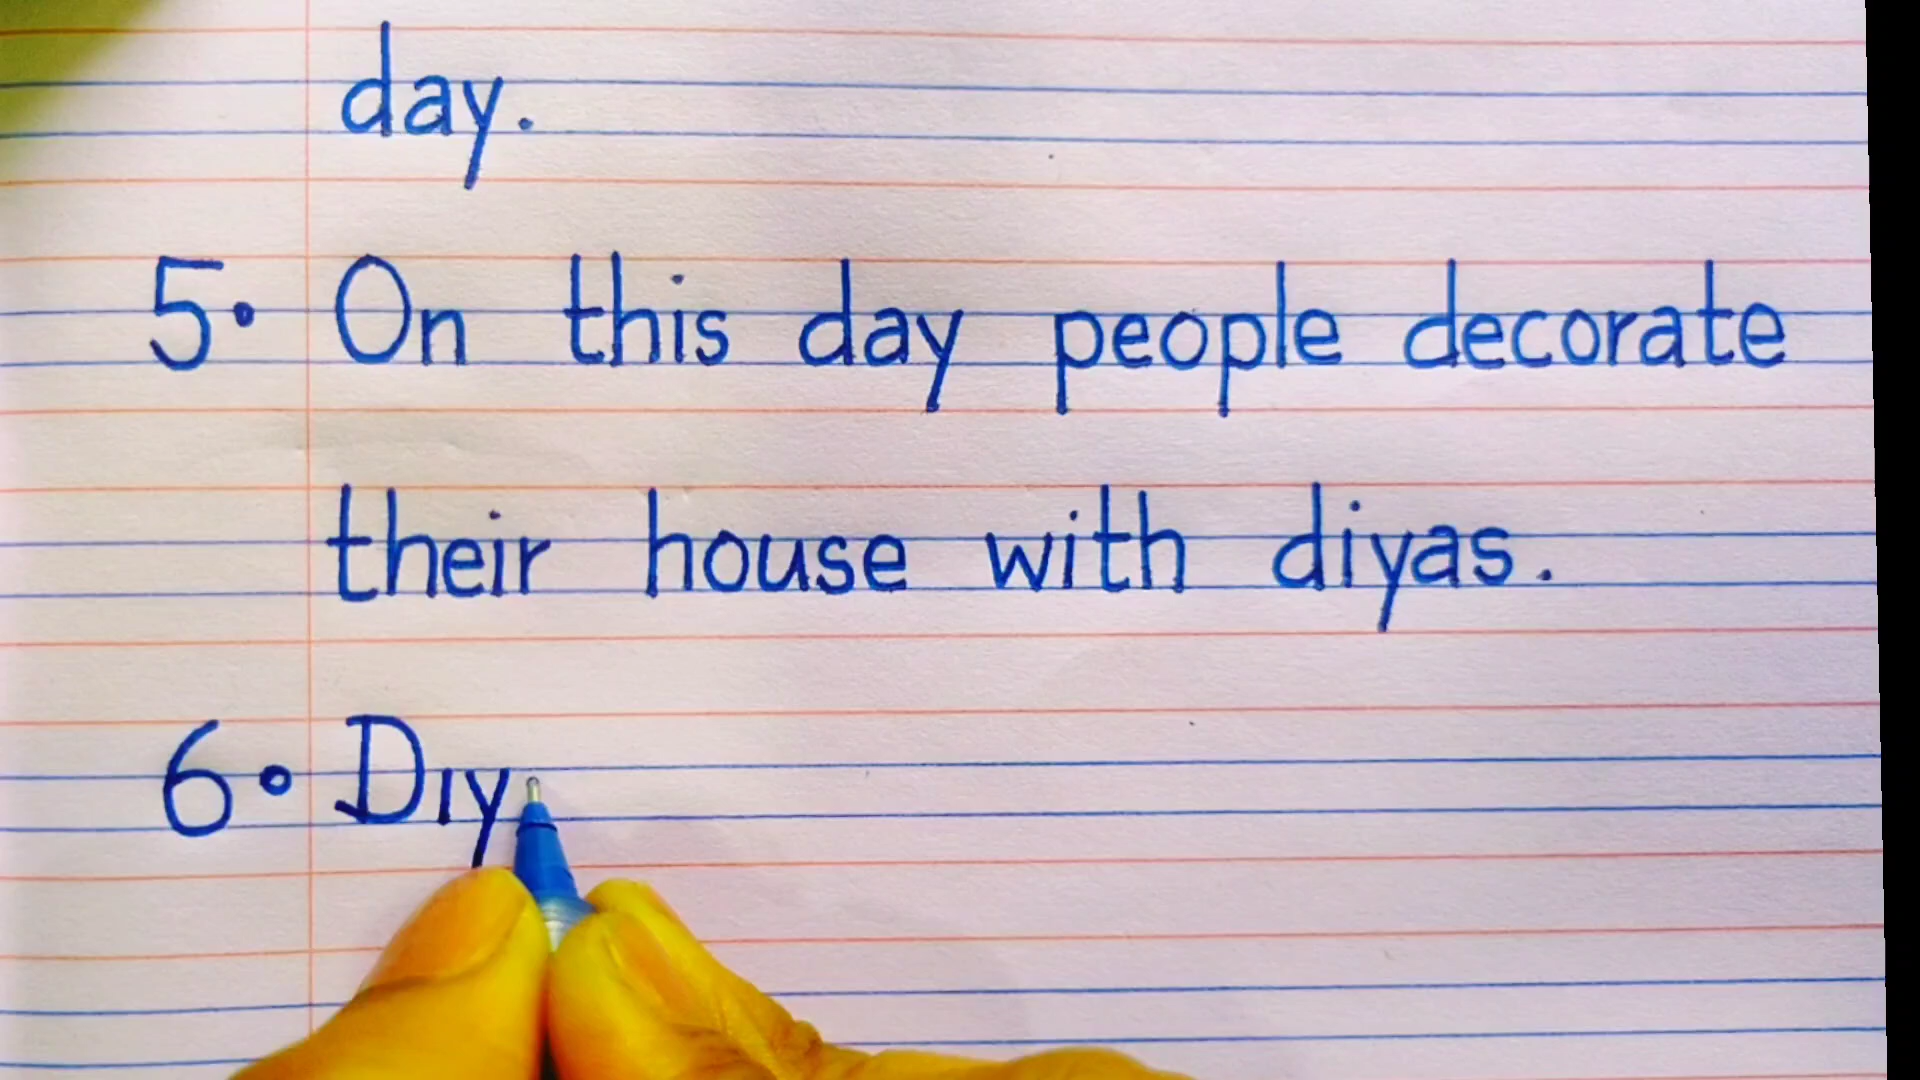 day.
5. On this day people decorate
their house with diyas.
6. Diy